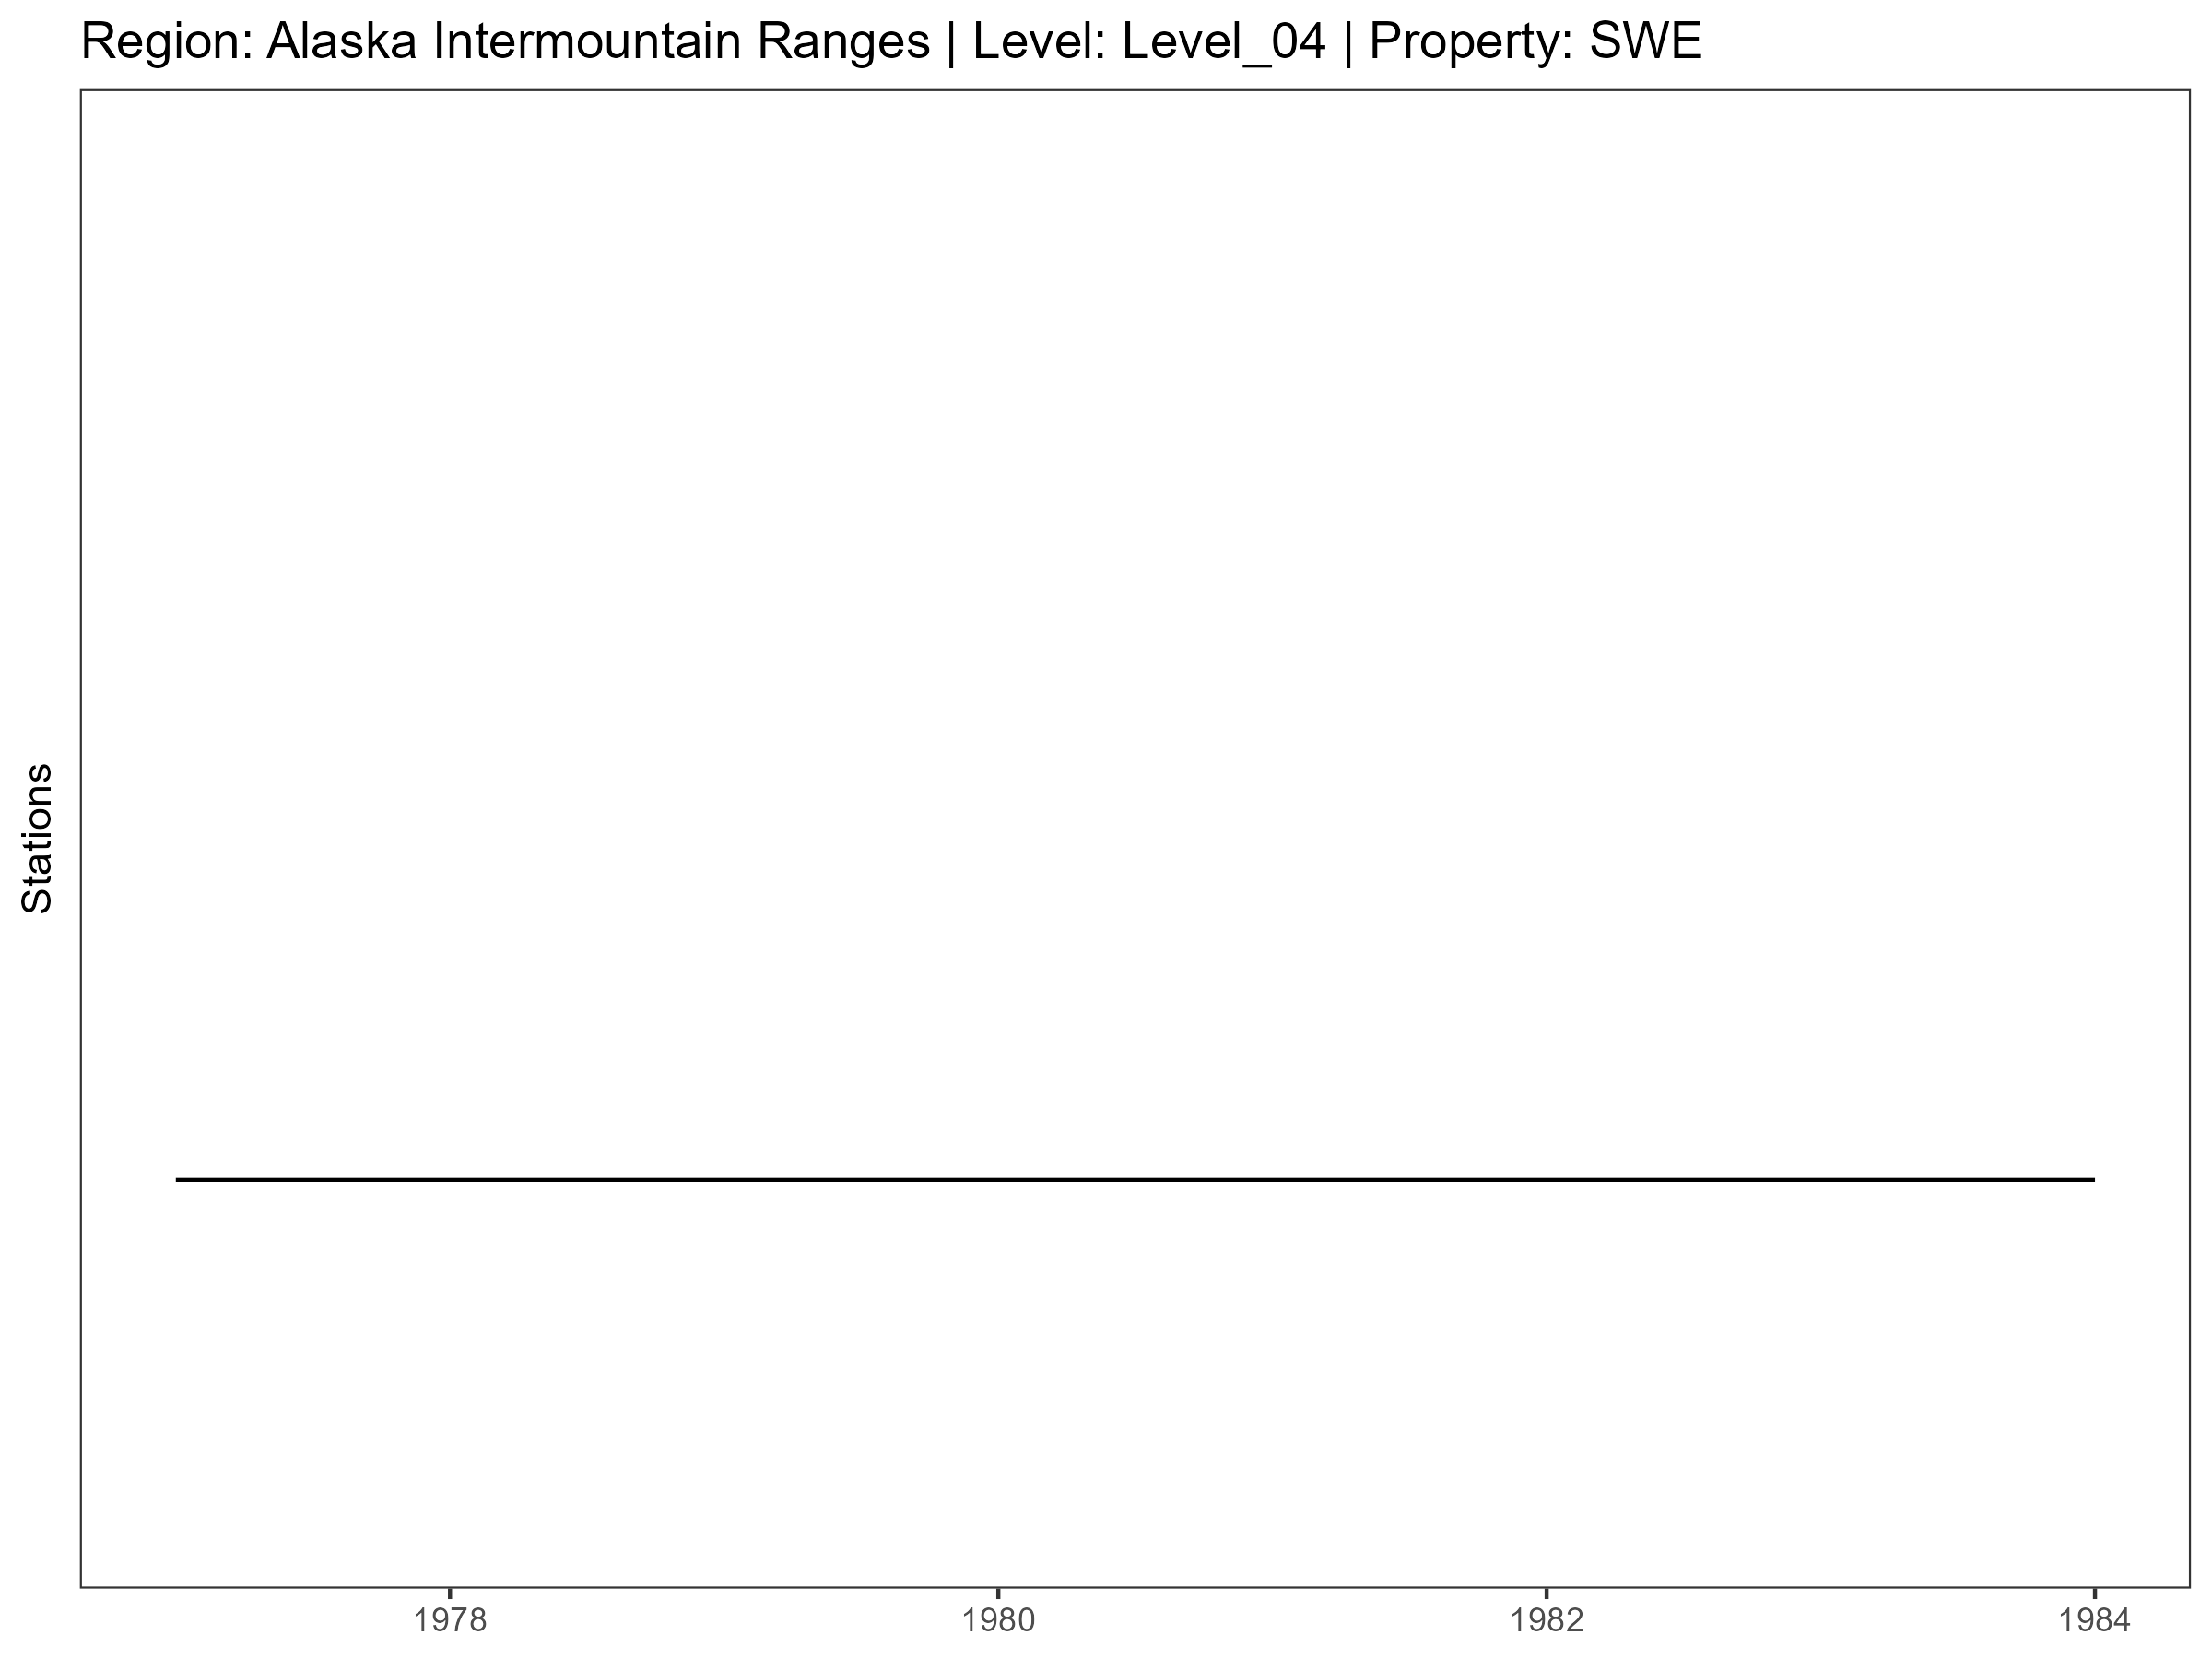 Region: Alaska Intermountain Ranges | Level: Level_04 | Property: SWE
Stations
1978 1980 1982 1984